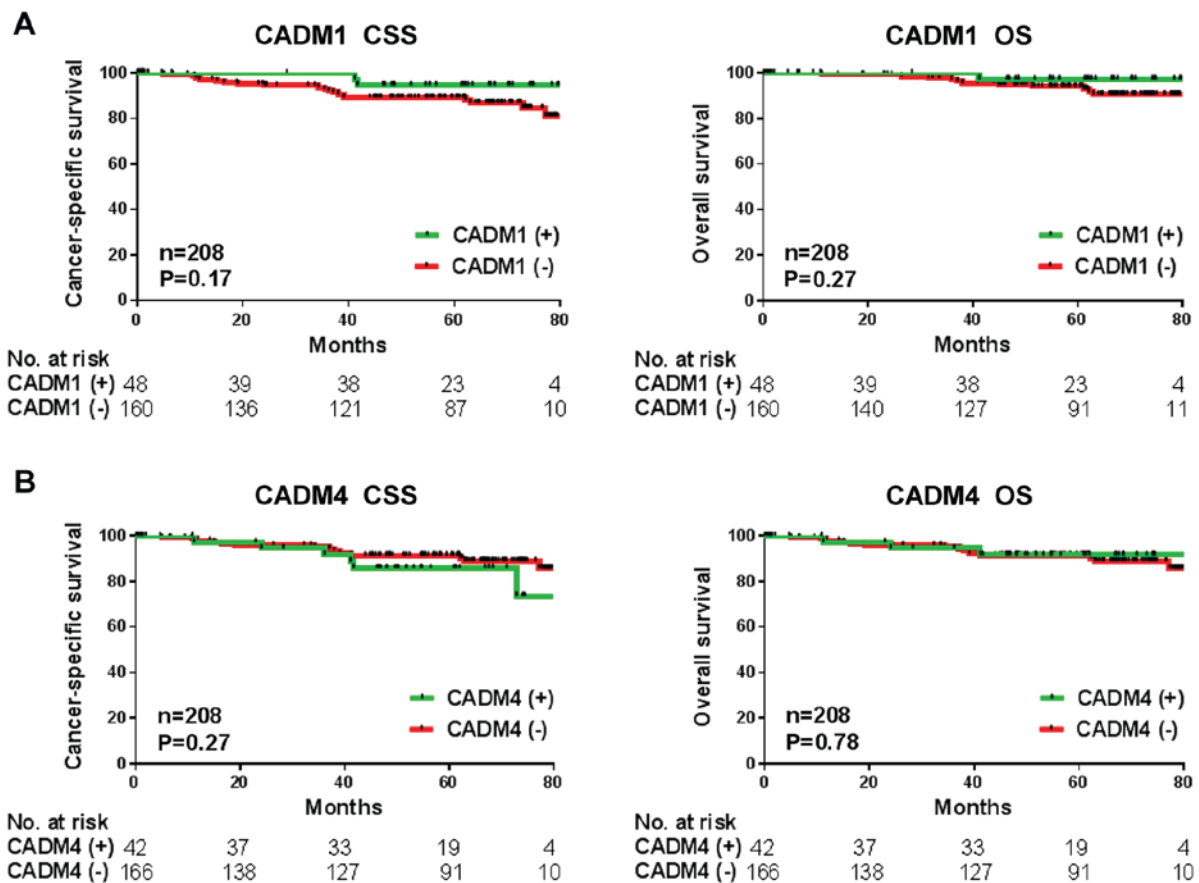 A
CADM1 CSS
Cancer-specific survival
100
80
60
40
20
0
CADM1 (+)
CADM1 (-)
n=208
P=0.17
0 20 40 60 80
Months
No. at risk
CADM1 (+) 48 39 38 23 4
CADM1 (-) 160 136 121 87 10
CADM1 OS
Overall survival
100
80
60
40
20
0
CADM1 (+)
CADM1 (-)
n=208
P=0.27
0 20 40 60 80
Months
No. at risk
CADM1 (+) 48 39 38 23 4
CADM1 (-) 160 140 127 91 11
B
CADM4 CSS
Cancer-specific survival
100
80
60
40
20
0
CADM4 (+)
CADM4 (-)
n=208
P=0.27
0 20 40 60 80
Months
No. at risk
CADM4 (+) 42 37 33 19 4
CADM4 (-) 166 138 127 91 10
CADM4 OS
Overall survival
100
80
60
40
20
0
CADM4 (+)
CADM4 (-)
n=208
P=0.78
0 20 40 60 80
Months
No. at risk
CADM4 (+) 42 37 33 19 4
CADM4 (-) 166 138 127 91 10